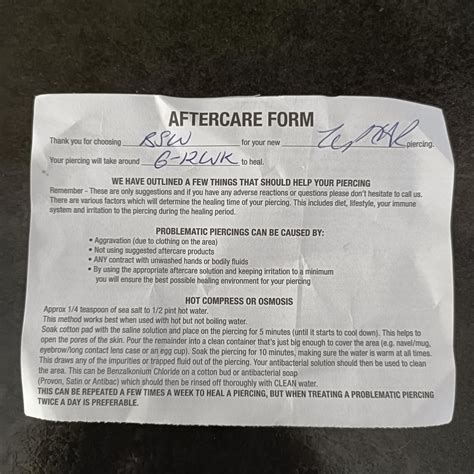 AFTERCARE FORM
Thank you for choosing RSW for your new piercing.
Your piercing will take around 6-12WK to heal.
WE HAVE OUTLINED A FEW THINGS THAT SHOULD HELP YOUR PIERCING
Remember - These are only suggestions and if you have any adverse reactions or questions please don't hesitate to call us.
There are various factors which will determine the healing time of your piercing. This includes diet, lifestyle, your immune
system and irritation to the piercing during the healing period.
PROBLEMATIC PIERCINGS CAN BE CAUSED BY:
• Aggravation (due to clothing on the area)
• Not using suggested aftercare products
• ANY contract with unwashed hands or bodily fluids
• By using the appropriate aftercare solution and keeping irritation to a minimum
you will ensure the best possible healing environment for your piercing
HOT COMPRESS OR OSMOSIS
Approx 1/4 teaspoon of sea salt to 1/2 pint hot water.
This method works best when used with hot but not boiling water.
Soak cotton pad with the saline solution and place on the piercing for 5 minutes (until it starts to cool down). This helps to
open the pores of the skin. Pour the remainder into a clean container that's just big enough to cover the area (e.g. navel/mug,
eyebrow/long contact lens case or an egg cup). Soak the piercing for 10 minutes, making sure the water is warm at all times.
This draws any of the impurities or trapped fluid out of the piercing. Your antibacterial solution should then be used to clean
the area. This can be Benzalkonium Chloride on a cotton bud or antibacterial soap
(Provon, Satin or Antibac) which should then be rinsed off thoroughly with CLEAN water.
THIS CAN BE REPEATED A FEW TIMES A WEEK TO HEAL A PIERCING, BUT WHEN TREATING A PROBLEMATIC PIERCING
TWICE A DAY IS PREFERABLE.